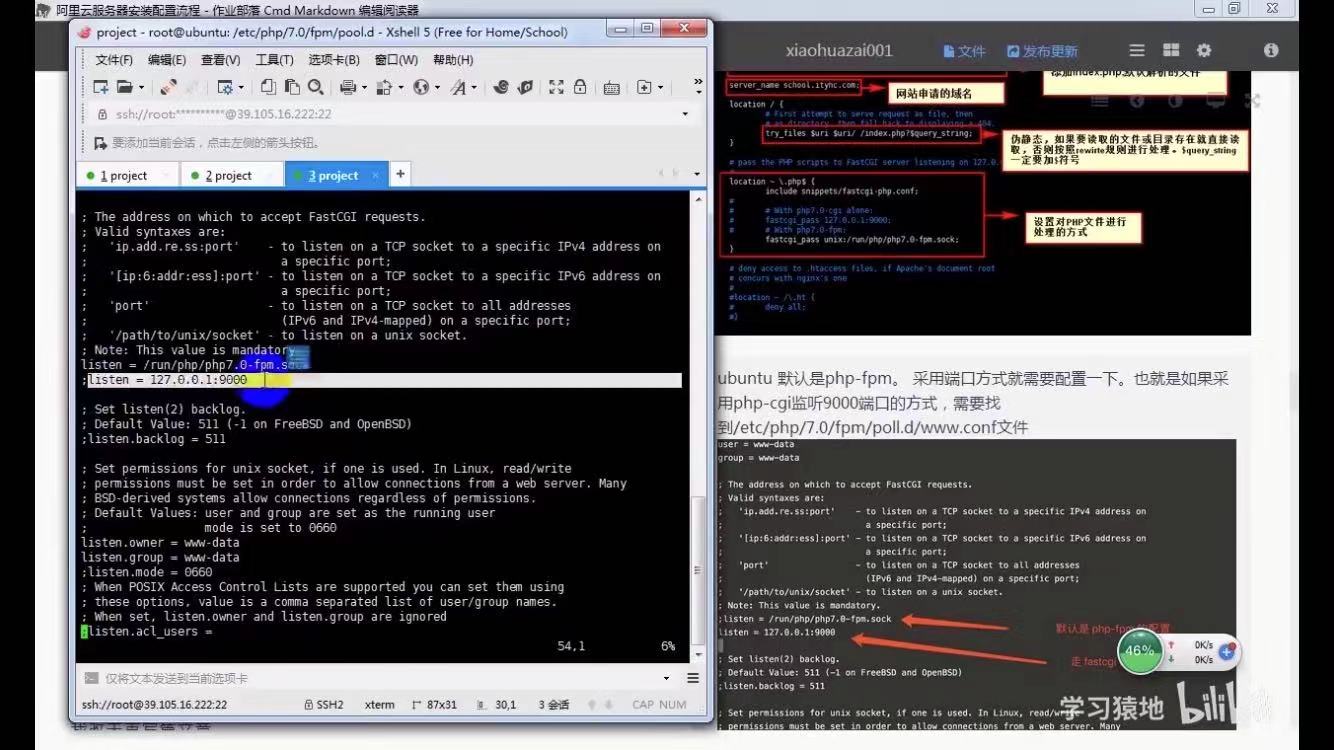 阿里云服务器安装配置流程 - 作业部落 Cmd Markdown 编辑阅读器
project - root@ubuntu: /etc/php/7.0/fpm/pool.d - Xshell 5 (Free for Home/School)
文件(F) 编辑(E) 查看(V) 工具(T) 选项卡(B) 窗口(W) 帮助(H)
ssh://root:**********@39.105.16.222:22
要添加当前会话，点击左侧的箭头按钮。
1 project 2 project 3 project
; The address on which to accept FastCGI requests.
; Valid syntaxes are:
; 'ip.add.re.ss:port' - to listen on a TCP socket to a specific IPv4 address on
; a specific port;
; '[ip:6:addr:ess]:port' - to listen on a TCP socket to a specific IPv6 address on
; a specific port;
; 'port' - to listen on a TCP socket to all addresses
; (IPv6 and IPv4-mapped) on a specific port;
; '/path/to/unix/socket' - to listen on a unix socket.
; Note: This value is mandatory
listen = /run/php/php7.0-fpm.s
;listen = 127.0.0.1:9000
; Set listen(2) backlog.
; Default Value: 511 (-1 on FreeBSD and OpenBSD)
;listen.backlog = 511
; Set permissions for unix socket, if one is used. In Linux, read/write
; permissions must be set in order to allow connections from a web server. Many
; BSD-derived systems allow connections regardless of permissions.
; Default Values: user and group are set as the running user
; mode is set to 0660
listen.owner = www-data
listen.group = www-data
;listen.mode = 0660
; When POSIX Access Control Lists are supported you can set them using
; these options, value is a comma separated list of user/group names.
; When set, listen.owner and listen.group are ignored
;listen.acl_users =
54,1 6%
仅将文本发送到当前选项卡
ssh://root@39.105.16.222:22 SSH2 xterm 87x31 30,1 3 会话 CAP NUM
xiaohuazai001 文件 发布更新
添加index.php,默认解析的文件
server_name school.ityhc.com;
网站申请的域名
location / {
# First attempt to serve request as file, then
# as directory, then fall back to displaying a 404.
try_files $uri $uri/ /index.php?$query_string;
}
伪静态，如果要读取的文件或目录存在就直接读
取，否则按照rewrite规则进行处理。$query_string
一定要加$符号
# pass the PHP scripts to FastCGI server listening on 127.0.
#
location ~ \.php$ {
include snippets/fastcgi-php.conf;
#
# # With php7.0-cgi alone:
# fastcgi_pass 127.0.0.1:9000;
# # With php7.0-fpm:
fastcgi_pass unix:/run/php/php7.0-fpm.sock;
}
设置对PHP文件进行
处理的方式
# deny access to .htaccess files, if Apache's document root
# concurs with nginx's one
#
#location ~ /\.ht {
# deny all;
#}
ubuntu 默认是php-fpm。 采用端口方式就需要配置一下。也就是如果采
用php-cgi监听9000端口的方式，需要找
到/etc/php/7.0/fpm/poll.d/www.conf文件
user = www-data
group = www-data
; The address on which to accept FastCGI requests.
; Valid syntaxes are:
; 'ip.add.re.ss:port' - to listen on a TCP socket to a specific IPv4 address on
; a specific port;
; '[ip:6:addr:ess]:port' - to listen on a TCP socket to a specific IPv6 address on
; a specific port;
; 'port' - to listen on a TCP socket to all addresses
; (IPv6 and IPv4-mapped) on a specific port;
; '/path/to/unix/socket' - to listen on a unix socket.
; Note: This value is mandatory.
;listen = /run/php/php7.0-fpm.sock
listen = 127.0.0.1:9000
默认是 php-fpm 的配置
走 fastcgi
46% 0K/s
0K/s
; Set listen(2) backlog.
; Default Value: 511 (-1 on FreeBSD and OpenBSD)
;listen.backlog = 511
; Set permissions for unix socket, if one is used. In Linux, read/
; permissions must be set in order to allow connections from a web server. Many
学习猿地 bilibili